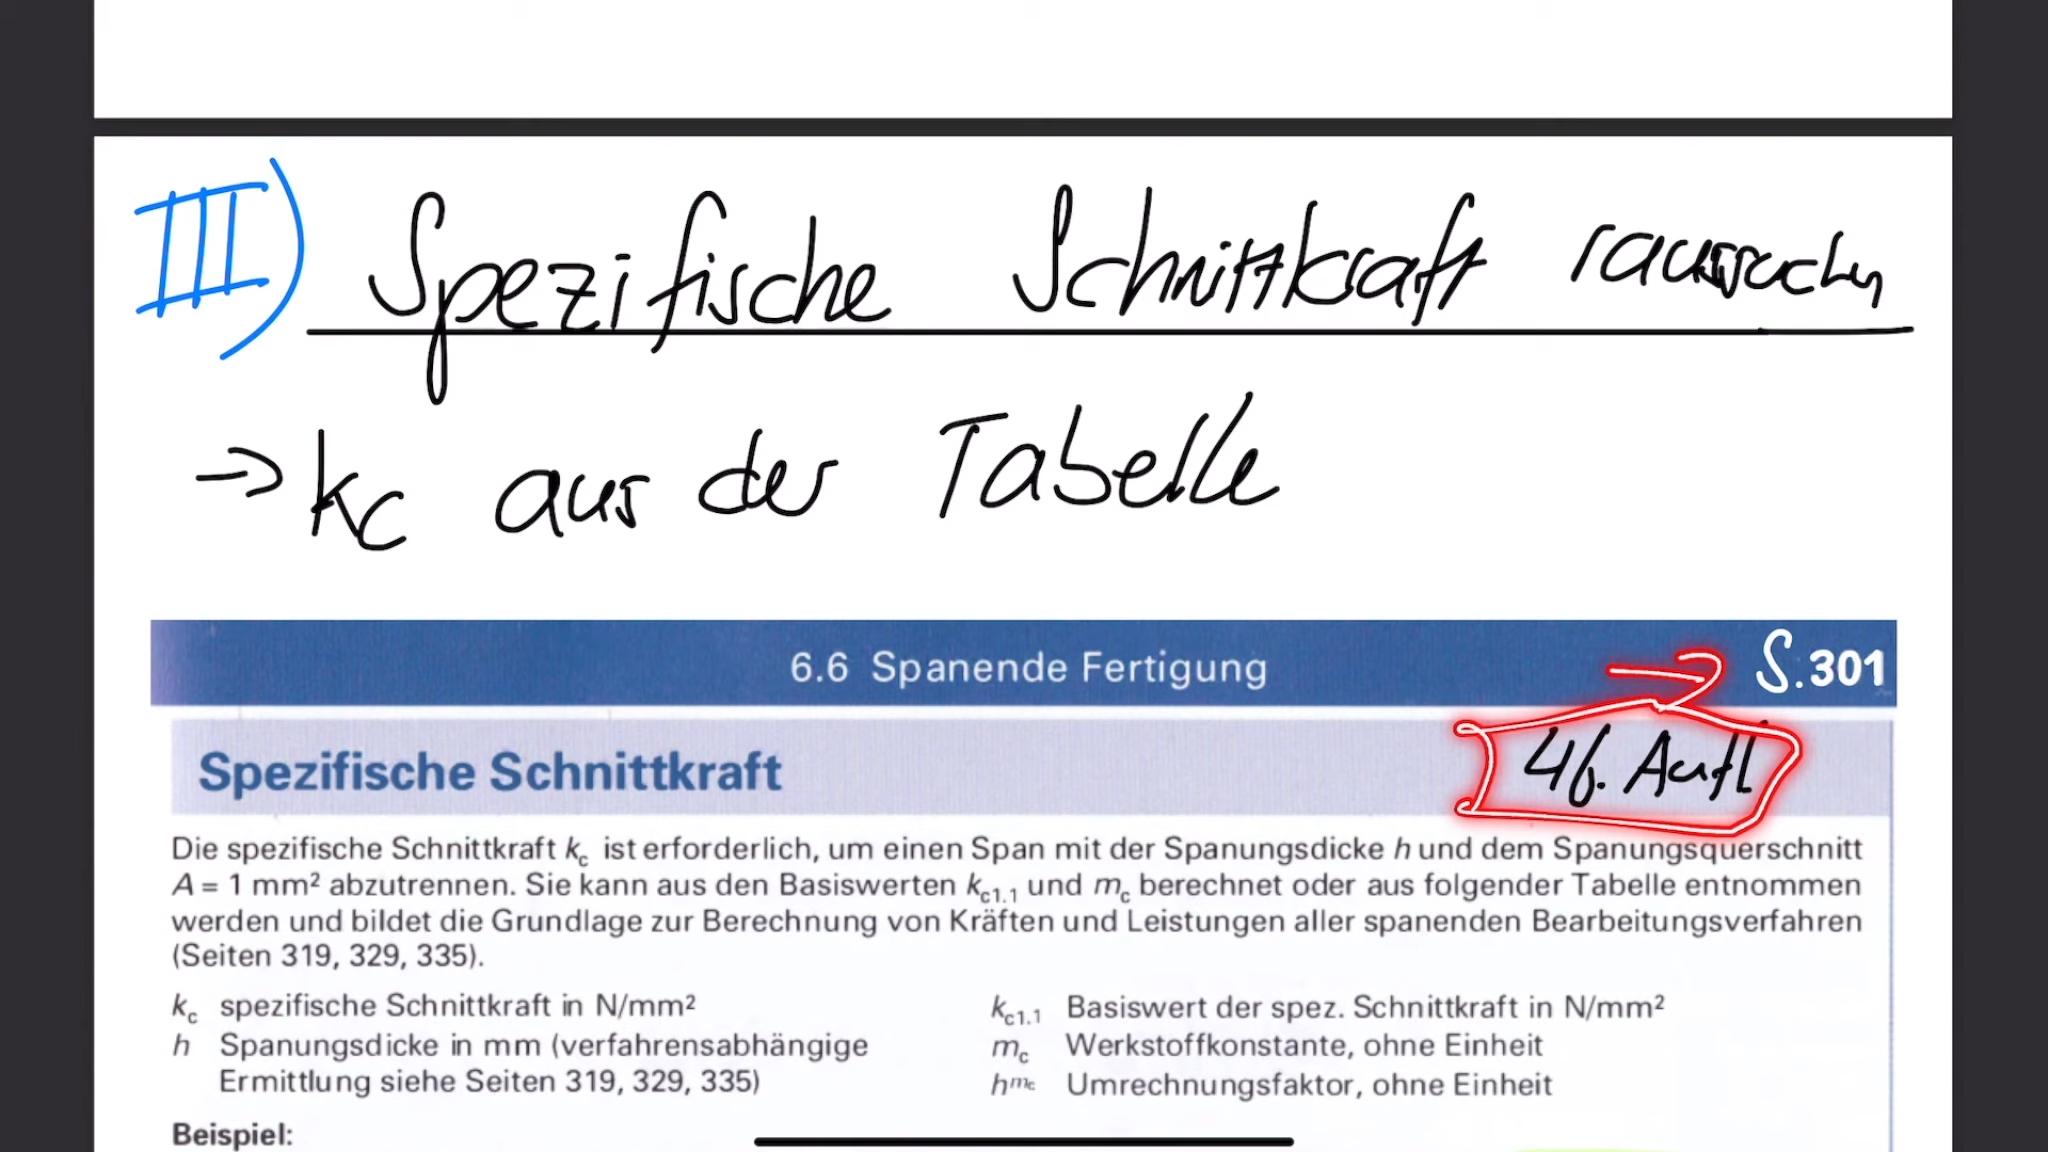 III) Spezifische Schnittkraft raussuchen
→ kc aus der Tabelle
6.6 Spanende Fertigung
→ S.301
Spezifische Schnittkraft
46. Aufl
Die spezifische Schnittkraft kc ist erforderlich, um einen Span mit der Spanungsdicke h und dem Spanungsquerschnitt
A = 1 mm² abzutrennen. Sie kann aus den Basiswerten kc1.1 und mc berechnet oder aus folgender Tabelle entnommen
werden und bildet die Grundlage zur Berechnung von Kräften und Leistungen aller spanenden Bearbeitungsverfahren
(Seiten 319, 329, 335).
kc spezifische Schnittkraft in N/mm²
h Spanungsdicke in mm (verfahrensabhängige
Ermittlung siehe Seiten 319, 329, 335)
kc1.1 Basiswert der spez. Schnittkraft in N/mm²
mc Werkstoffkonstante, ohne Einheit
h^mc Umrechnungsfaktor, ohne Einheit
Beispiel: